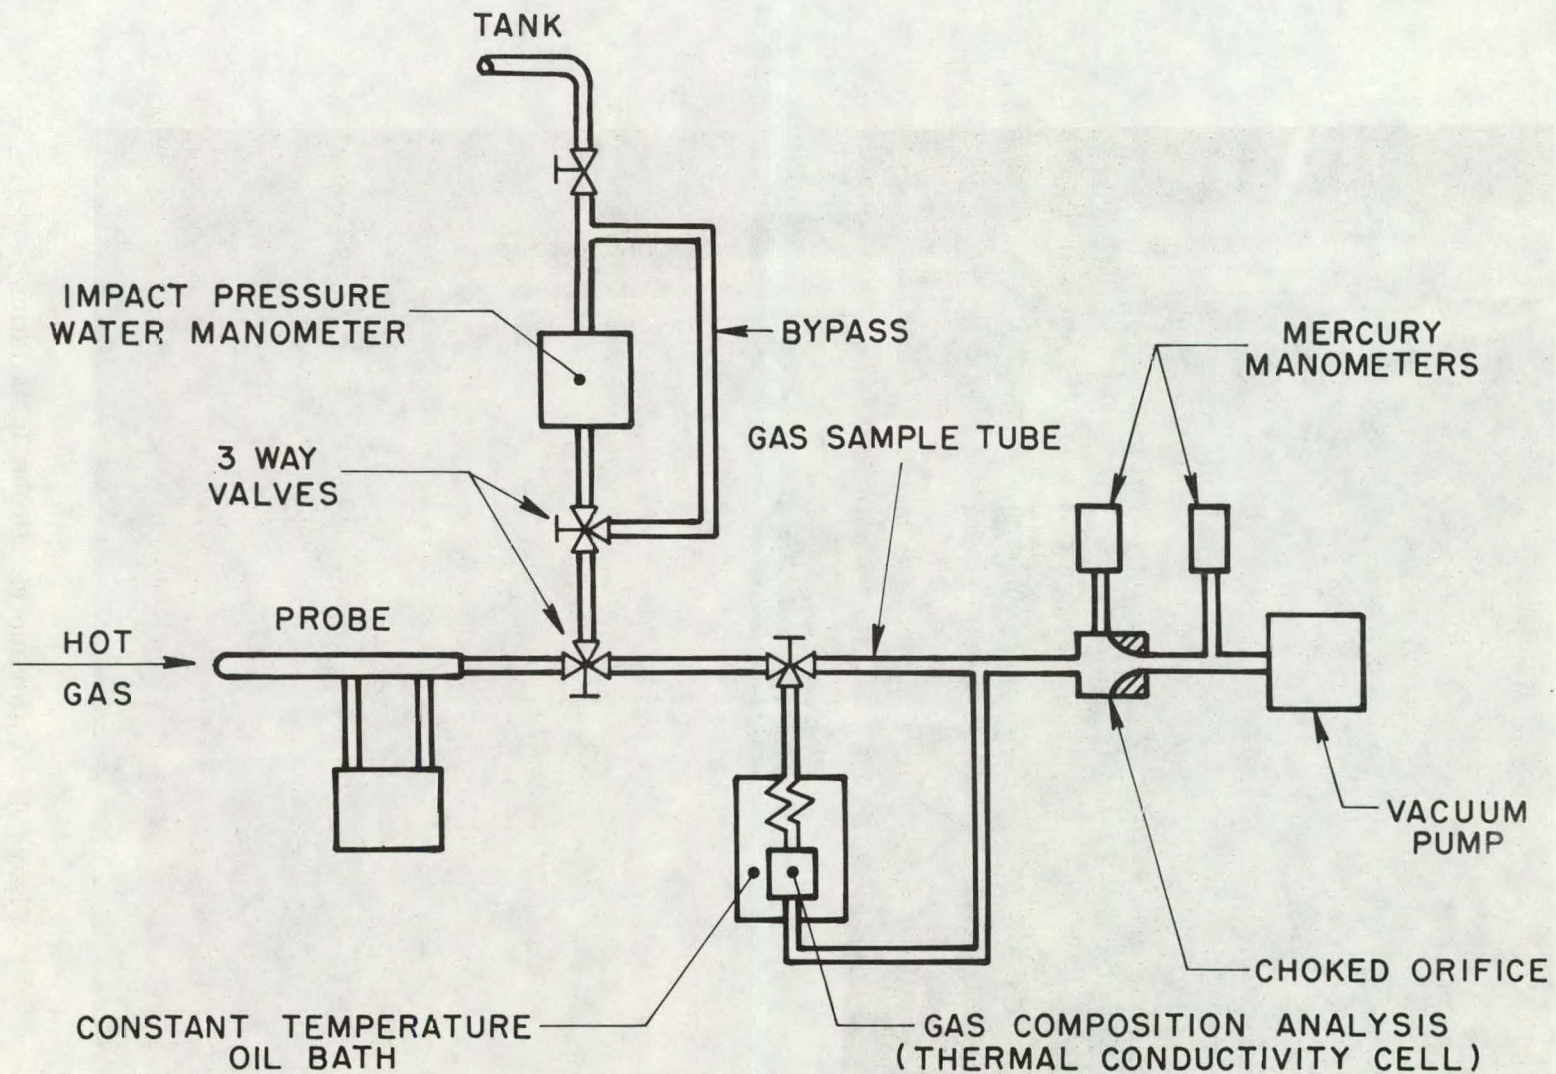 TANK
IMPACT PRESSURE
WATER MANOMETER
BYPASS
MERCURY
MANOMETERS
3 WAY
VALVES
GAS SAMPLE TUBE
PROBE
HOT
GAS
VACUUM
PUMP
CHOKED ORIFICE
CONSTANT TEMPERATURE
OIL BATH
GAS COMPOSITION ANALYSIS
(THERMAL CONDUCTIVITY CELL)